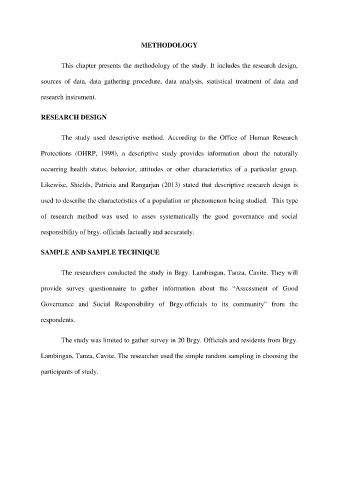 METHODOLOGY
This chapter presents the methodology of the study. It includes the research design,
sources of data, data gathering procedure, data analysis, statistical treatment of data and
research instrument.
RESEARCH DESIGN
The study used descriptive method. According to the Office of Human Research
Protections (OHRP, 1998), a descriptive study provides information about the naturally
occurring health status, behavior, attitudes or other characteristics of a particular group.
Likewise, Shields, Patricia and Rangarjan (2013) stated that descriptive research design is
used to describe the characteristics of a population or phenomenon being studied. This type
of research method was used to asses systematically the good governance and social
responsibility of brgy. officials factually and accurately.
SAMPLE AND SAMPLE TECHNIQUE
The researchers conducted the study in Brgy. Lambingan, Tanza, Cavite. They will
provide survey questionnaire to gather information about the “Assessment of Good
Governance and Social Responsibility of Brgy.officials to its community” from the
respondents.
The study was limited to gather survey in 20 Brgy. Officials and residents from Brgy.
Lambingan, Tanza, Cavite. The researcher used the simple random sampling in choosing the
participants of study.